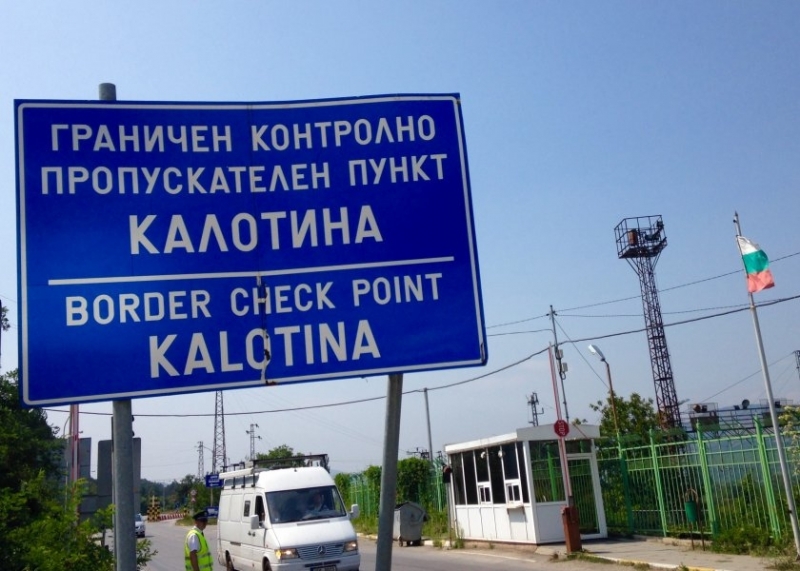 ГРАНИЧЕН КОНТРОЛНО
ПРОПУСКАТЕЛЕН ПУНКТ
КАЛОТИНА
BORDER CHECK POINT
KALOTINA